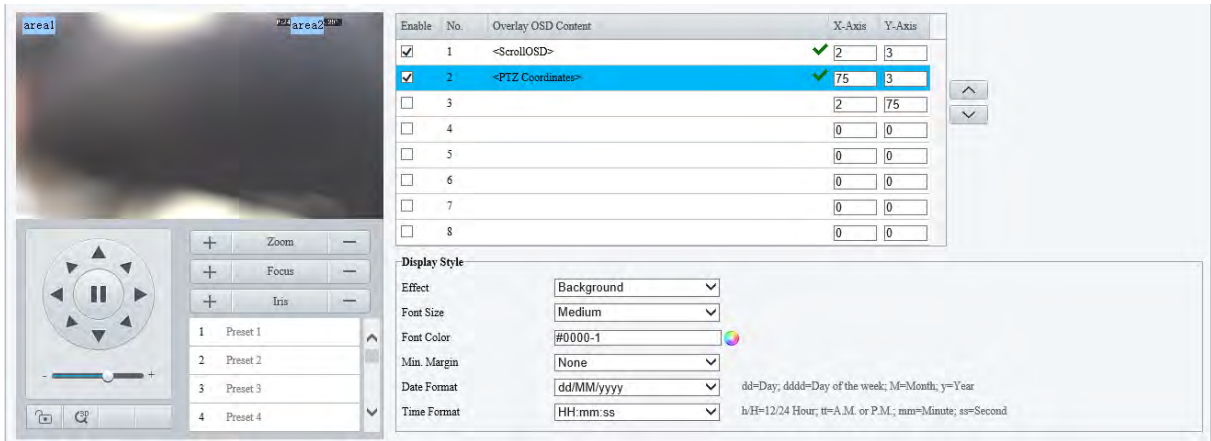 area1
area2
Enable No. Overlay OSD Content X-Axis Y-Axis
1 <ScrollOSD> 2 3
2 <PTZ Coordinates> 75 3
3 2 75
4 0 0
5 0 0
6 0 0
7 0 0
8 0 0
+ Zoom −
+ Focus −
+ Iris −
1 Preset 1
2 Preset 2
3 Preset 3
4 Preset 4
- +
3D
Display Style
Effect Background
Font Size Medium
Font Color #0000-1
Min. Margin None
Date Format dd/MM/yyyy dd=Day; dddd=Day of the week; M=Month; y=Year
Time Format HH:mm:ss h/H=12/24 Hour; tt=A.M. or P.M.; mm=Minute; ss=Second